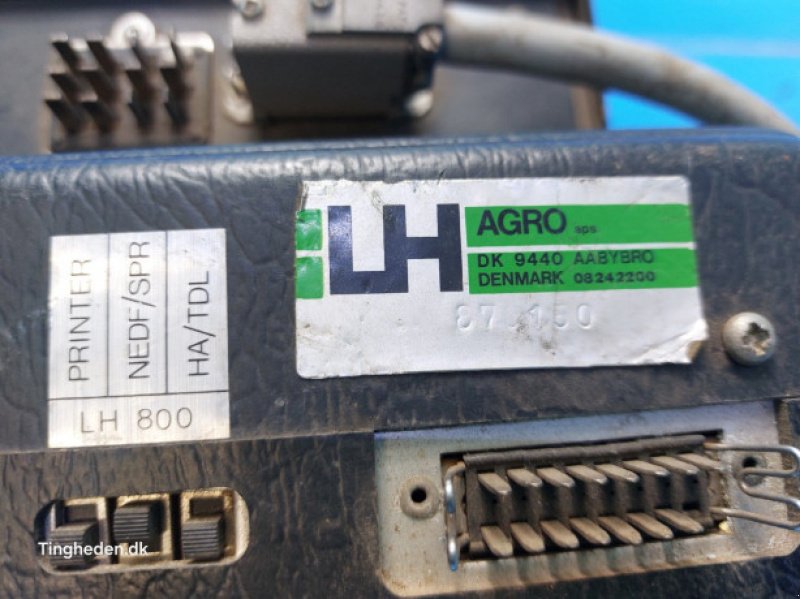 LH
AGRO aps
DK 9440 AABYBRO
DENMARK 08242200
PRINTER
NEDF/SPR
HA/TDL
LH 800
Tingheden.dk